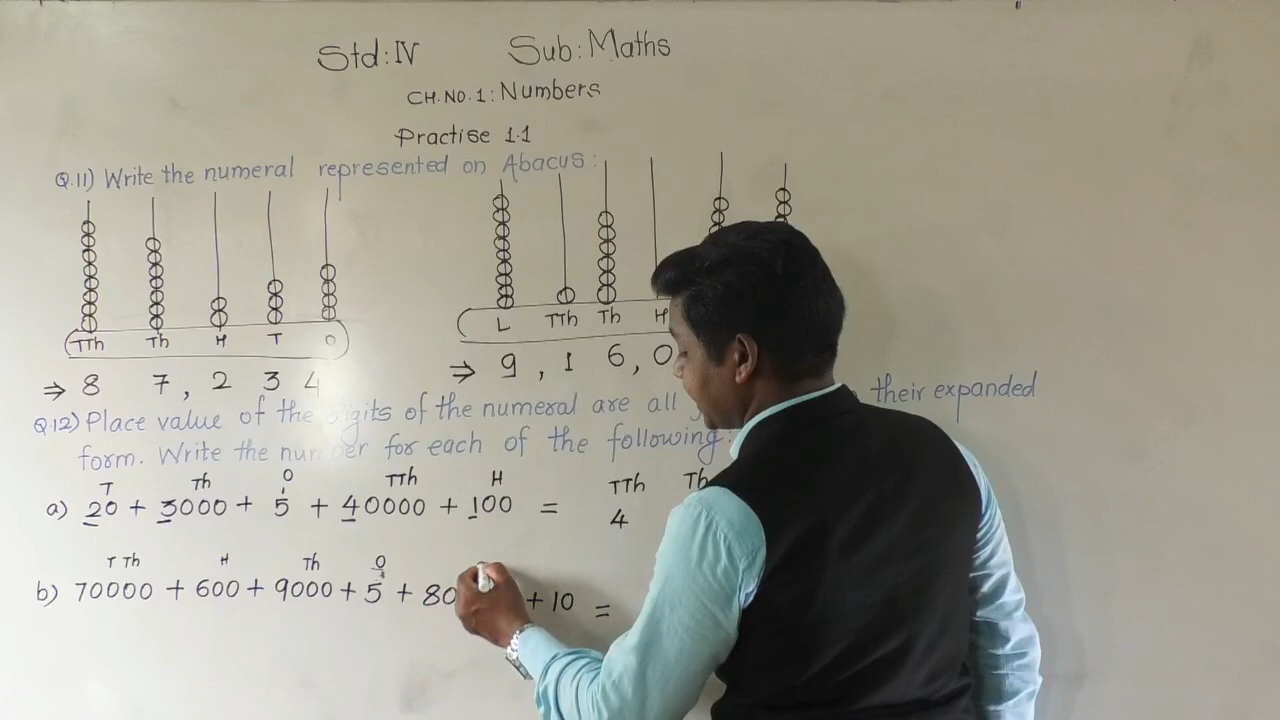 Std: IV Sub: Maths
CH. NO. 1: Numbers
Practise 1.1
Q.11) Write the numeral represented on Abacus:
TTh Th H T O
L TTh Th H
⇒ 8 7, 2 3 4
⇒ 9, 1 6, 0
Q.12) Place value of the digits of the numeral are all their expanded
form. Write the number for each of the following:
T Th O TTh H TTh Th
a) 20 + 3000 + 5 + 40000 + 100 = 4
T Th H Th O
b) 70000 + 600 + 9000 + 5 + 80 + 10 =